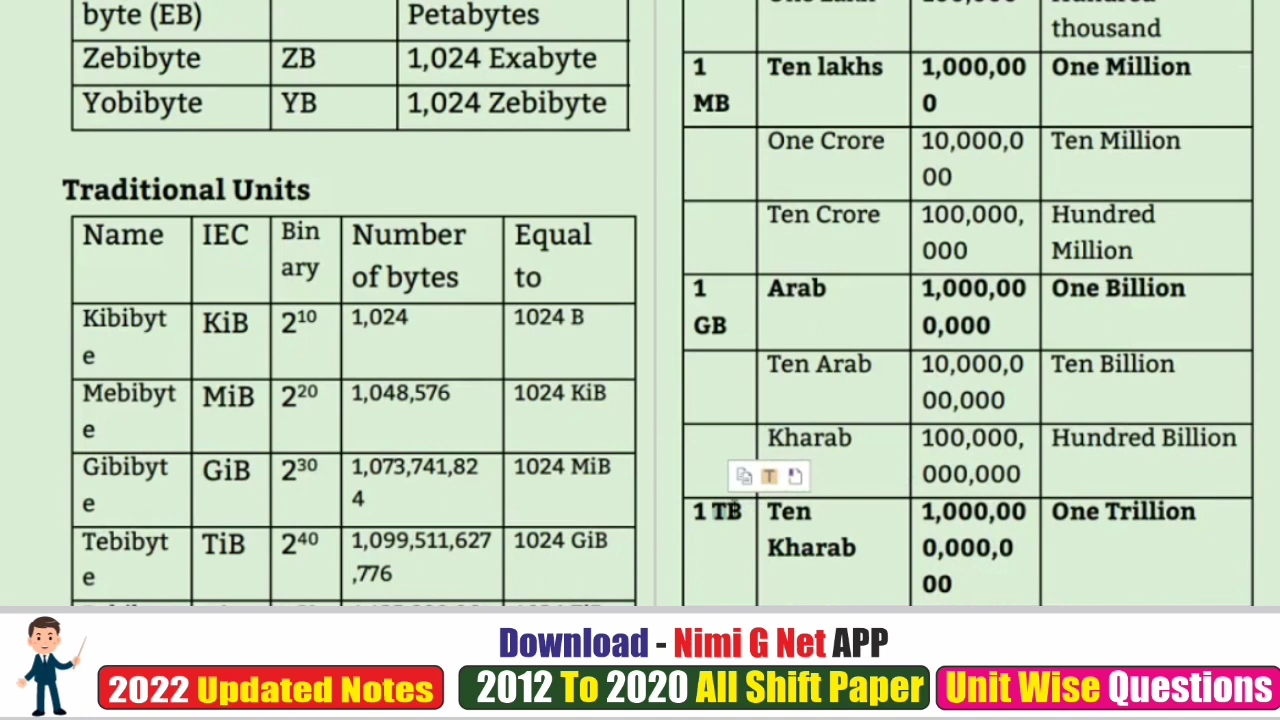 byte (EB)
Petabytes
Zebibyte ZB 1,024 Exabyte
Yobibyte YB 1,024 Zebibyte
Traditional Units
Name IEC Bin Number Equal
ary of bytes to
Kibibyt KiB 2¹⁰ 1,024 1024 B
e
Mebibyt MiB 2²⁰ 1,048,576 1024 KiB
e
Gibibyt GiB 2³⁰ 1,073,741,82 1024 MiB
e 4
Tebibyt TiB 2⁴⁰ 1,099,511,627 1024 GiB
e ,776
thousand
1 Ten lakhs 1,000,00 One Million
MB 0
One Crore 10,000,0 Ten Million
00
Ten Crore 100,000, Hundred
000 Million
1 Arab 1,000,00 One Billion
GB 0,000
Ten Arab 10,000,0 Ten Billion
00,000
Kharab 100,000, Hundred Billion
000,000
1 TB Ten 1,000,00 One Trillion
Kharab 0,000,0
00
Download - Nimi G Net APP
2022 Updated Notes
2012 To 2020 All Shift Paper
Unit Wise Questions